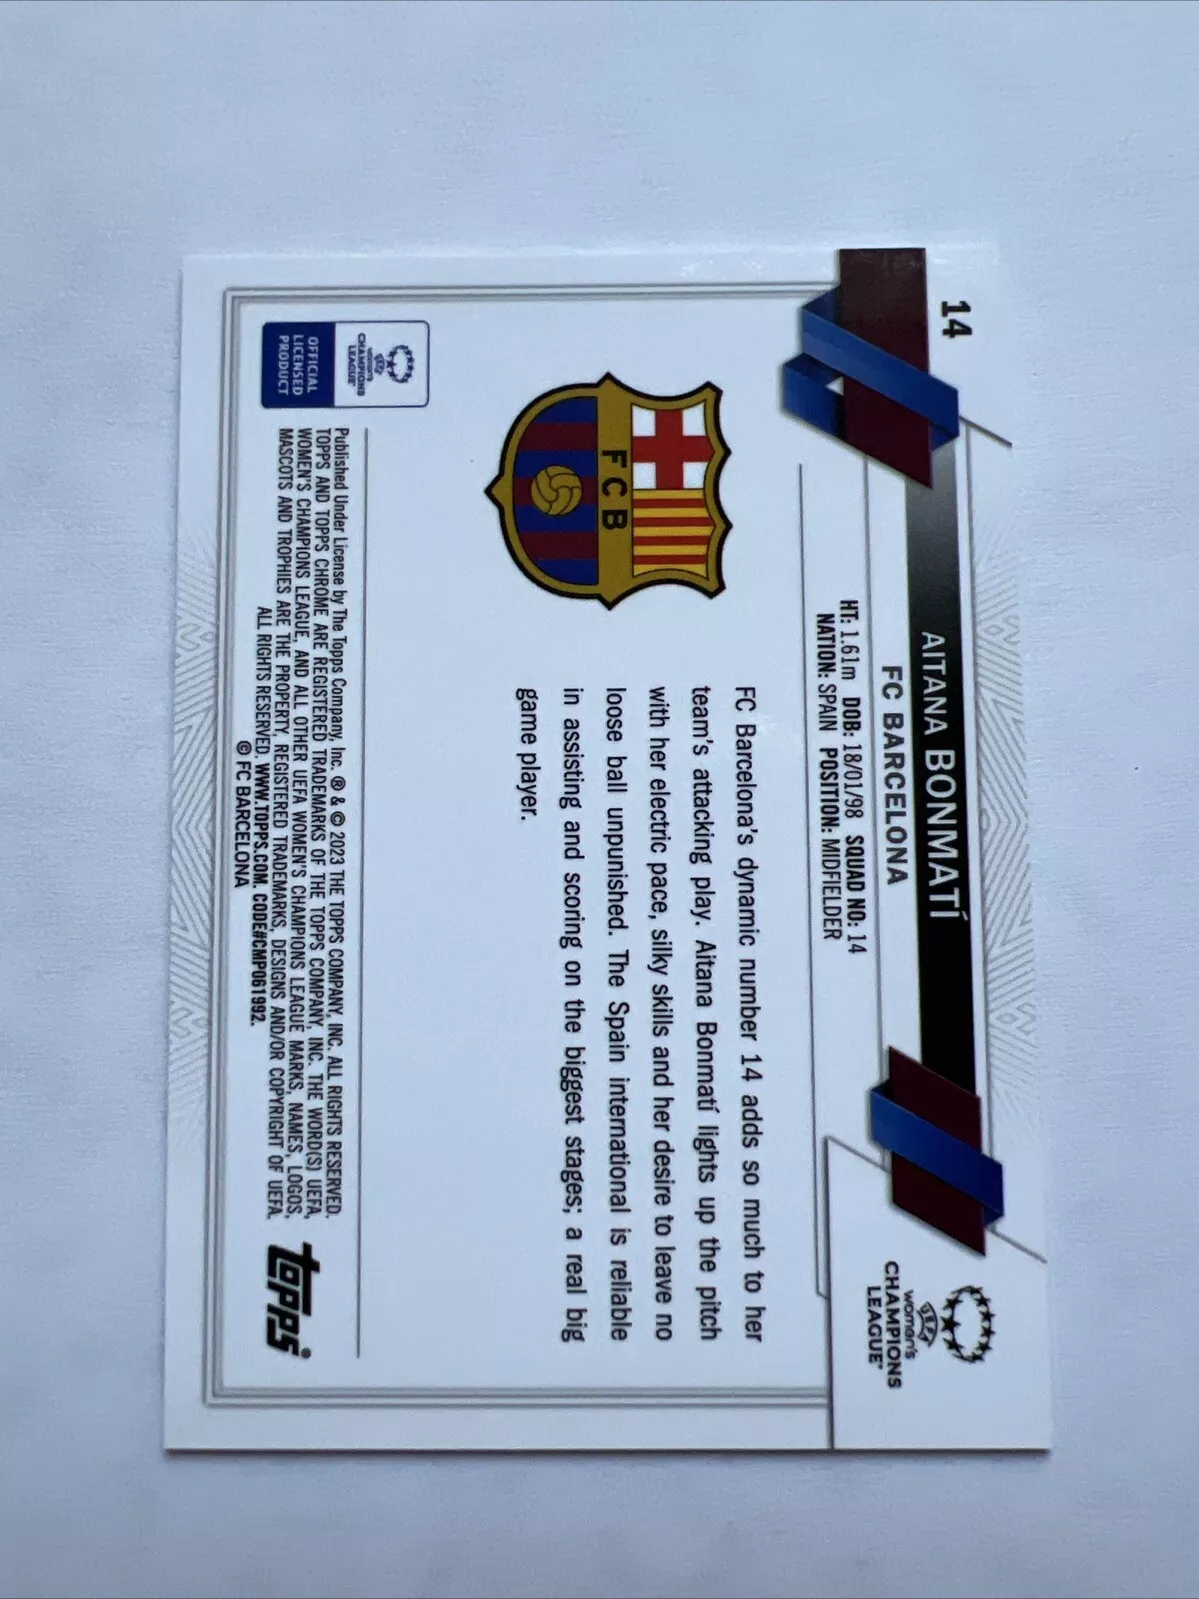 14
AITANA BONMATÍ
FC BARCELONA
HT: 1.61m DOB: 18/01/98 SQUAD NO: 14
NATION: SPAIN POSITION: MIDFIELDER
UEFA
women's
CHAMPIONS
LEAGUE
FCB
FC Barcelona's dynamic number 14 adds so much to her
team's attacking play. Aitana Bonmatí lights up the pitch
with her electric pace, silky skills and her desire to leave no
loose ball unpunished. The Spain international is reliable
in assisting and scoring on the biggest stages; a real big
game player.
UEFA
women's
CHAMPIONS
LEAGUE
OFFICIAL
LICENSED
PRODUCT
Published Under License by The Topps Company, Inc. ® & © 2023 THE TOPPS COMPANY, INC. ALL RIGHTS RESERVED.
TOPPS AND TOPPS CHROME ARE REGISTERED TRADEMARKS OF THE TOPPS COMPANY, INC. THE WORD(S) UEFA,
WOMEN'S CHAMPIONS LEAGUE, AND ALL OTHER UEFA WOMEN'S CHAMPIONS LEAGUE MARKS, NAMES, LOGOS,
MASCOTS AND TROPHIES ARE THE PROPERTY, REGISTERED TRADEMARKS, DESIGNS AND/OR COPYRIGHT OF UEFA.
ALL RIGHTS RESERVED. WWW.TOPPS.COM. CODE#CMP061992.
© FC BARCELONA
topps®